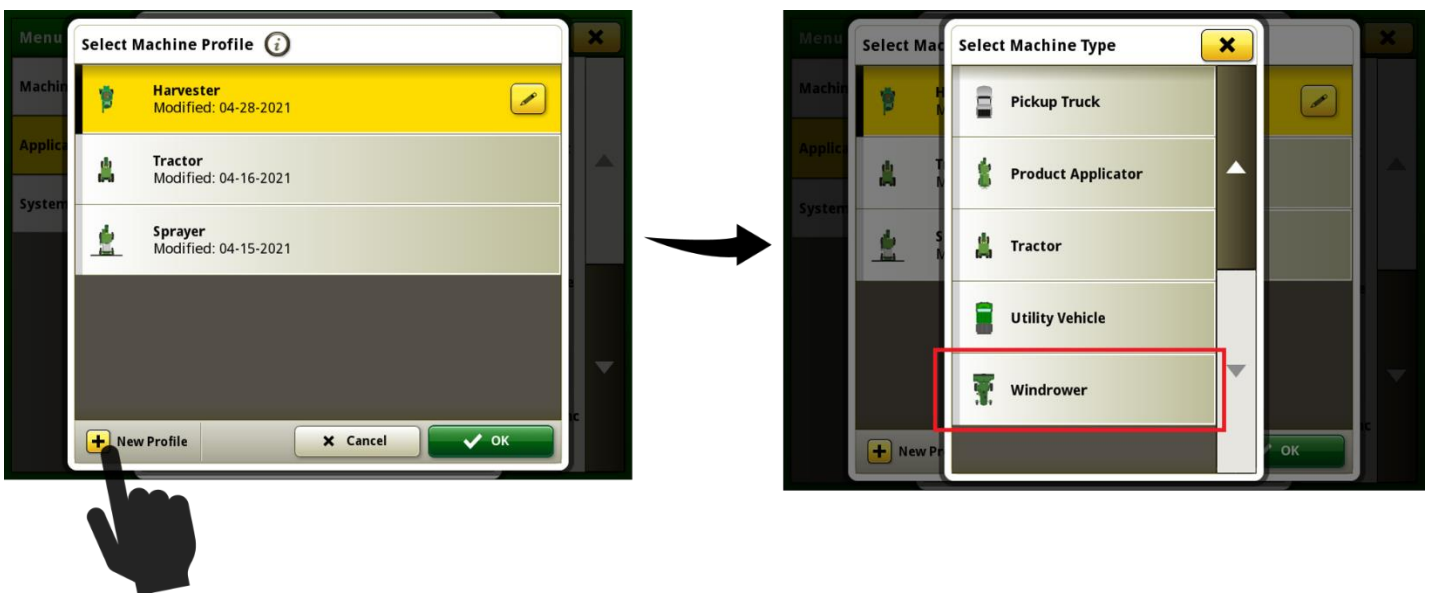 Menu
Select Machine Profile
Machin
Harvester
Modified: 04-28-2021
Applica
Tractor
Modified: 04-16-2021
System
Sprayer
Modified: 04-15-2021
New Profile
Cancel
OK
Menu
Select Mac
Select Machine Type
Machin
Pickup Truck
Applica
Product Applicator
System
Tractor
Utility Vehicle
Windrower
New Pr
OK